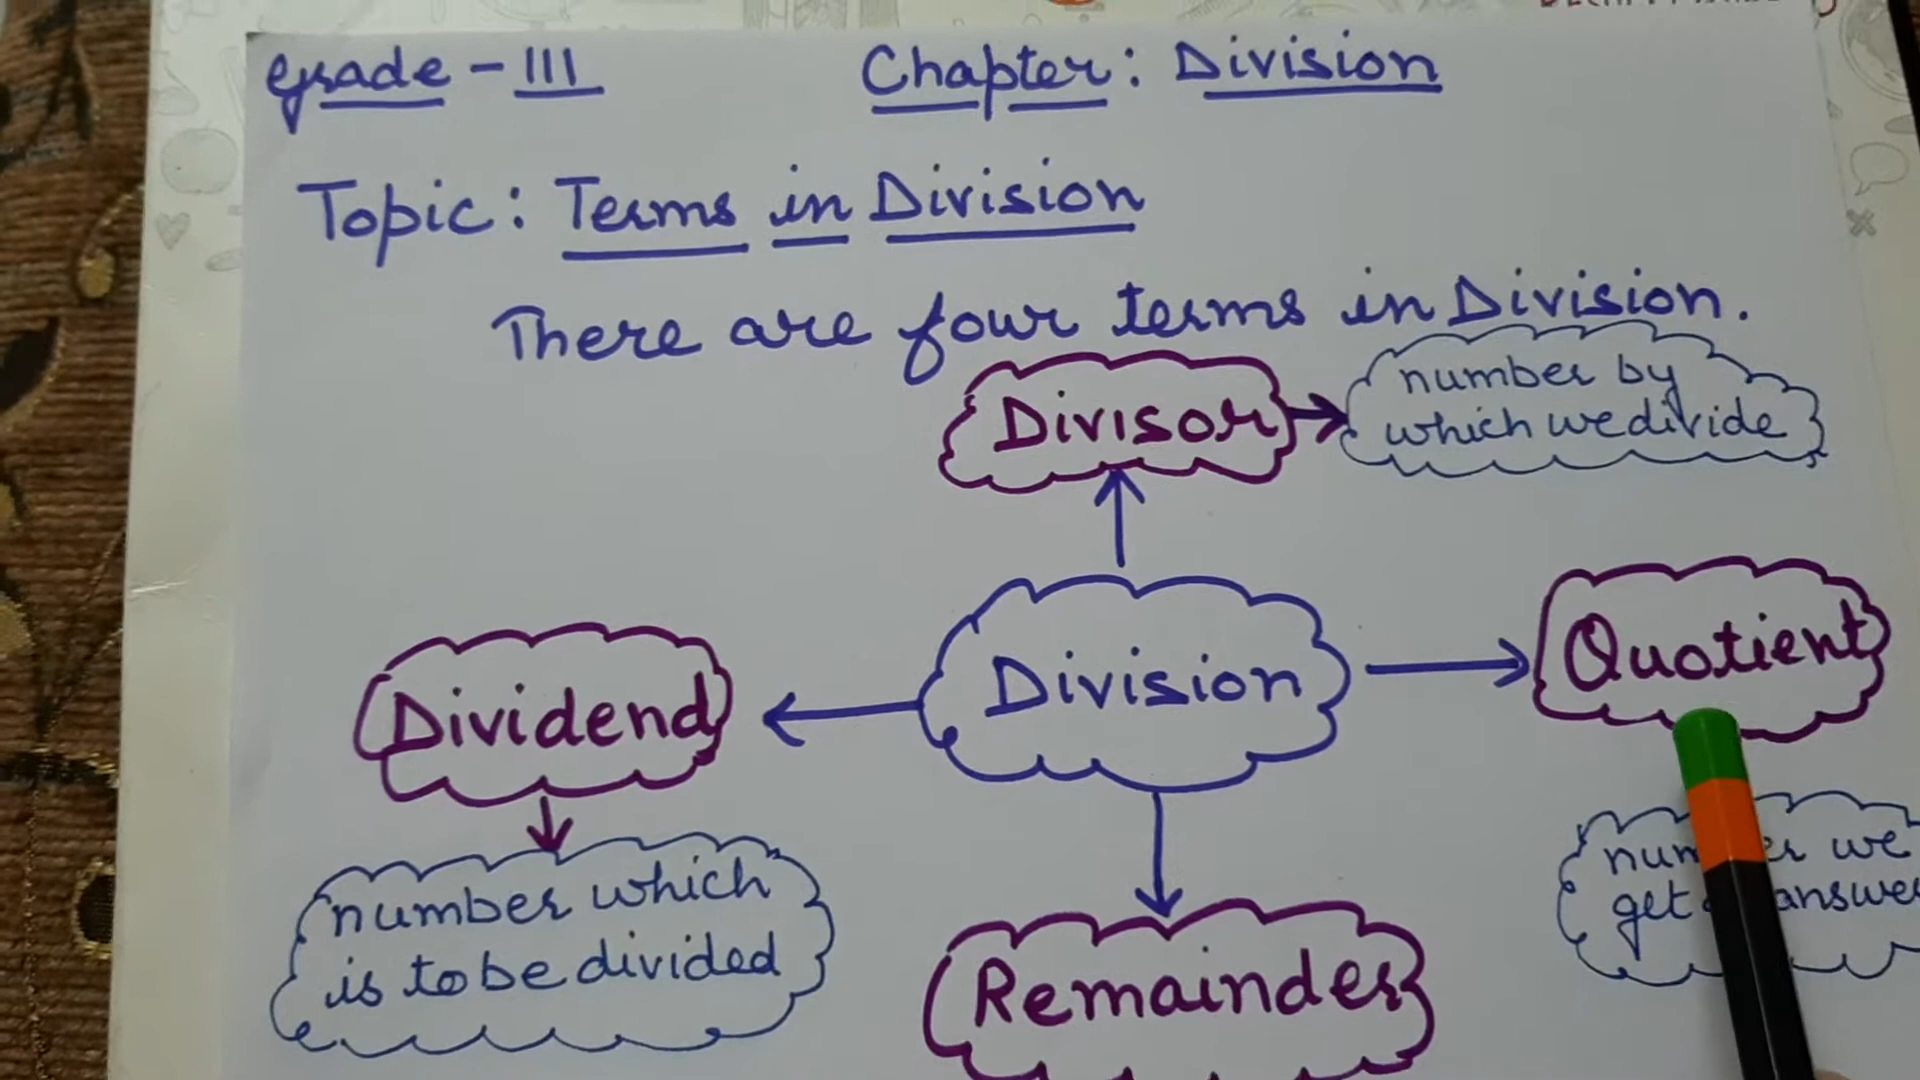 Grade - III
Chapter: Division
Topic: Terms in Division
There are four terms in Division.
Divisor
number by
which we divide
Division
Quotient
Dividend
number which
is to be divided
we
get answer
Remainder